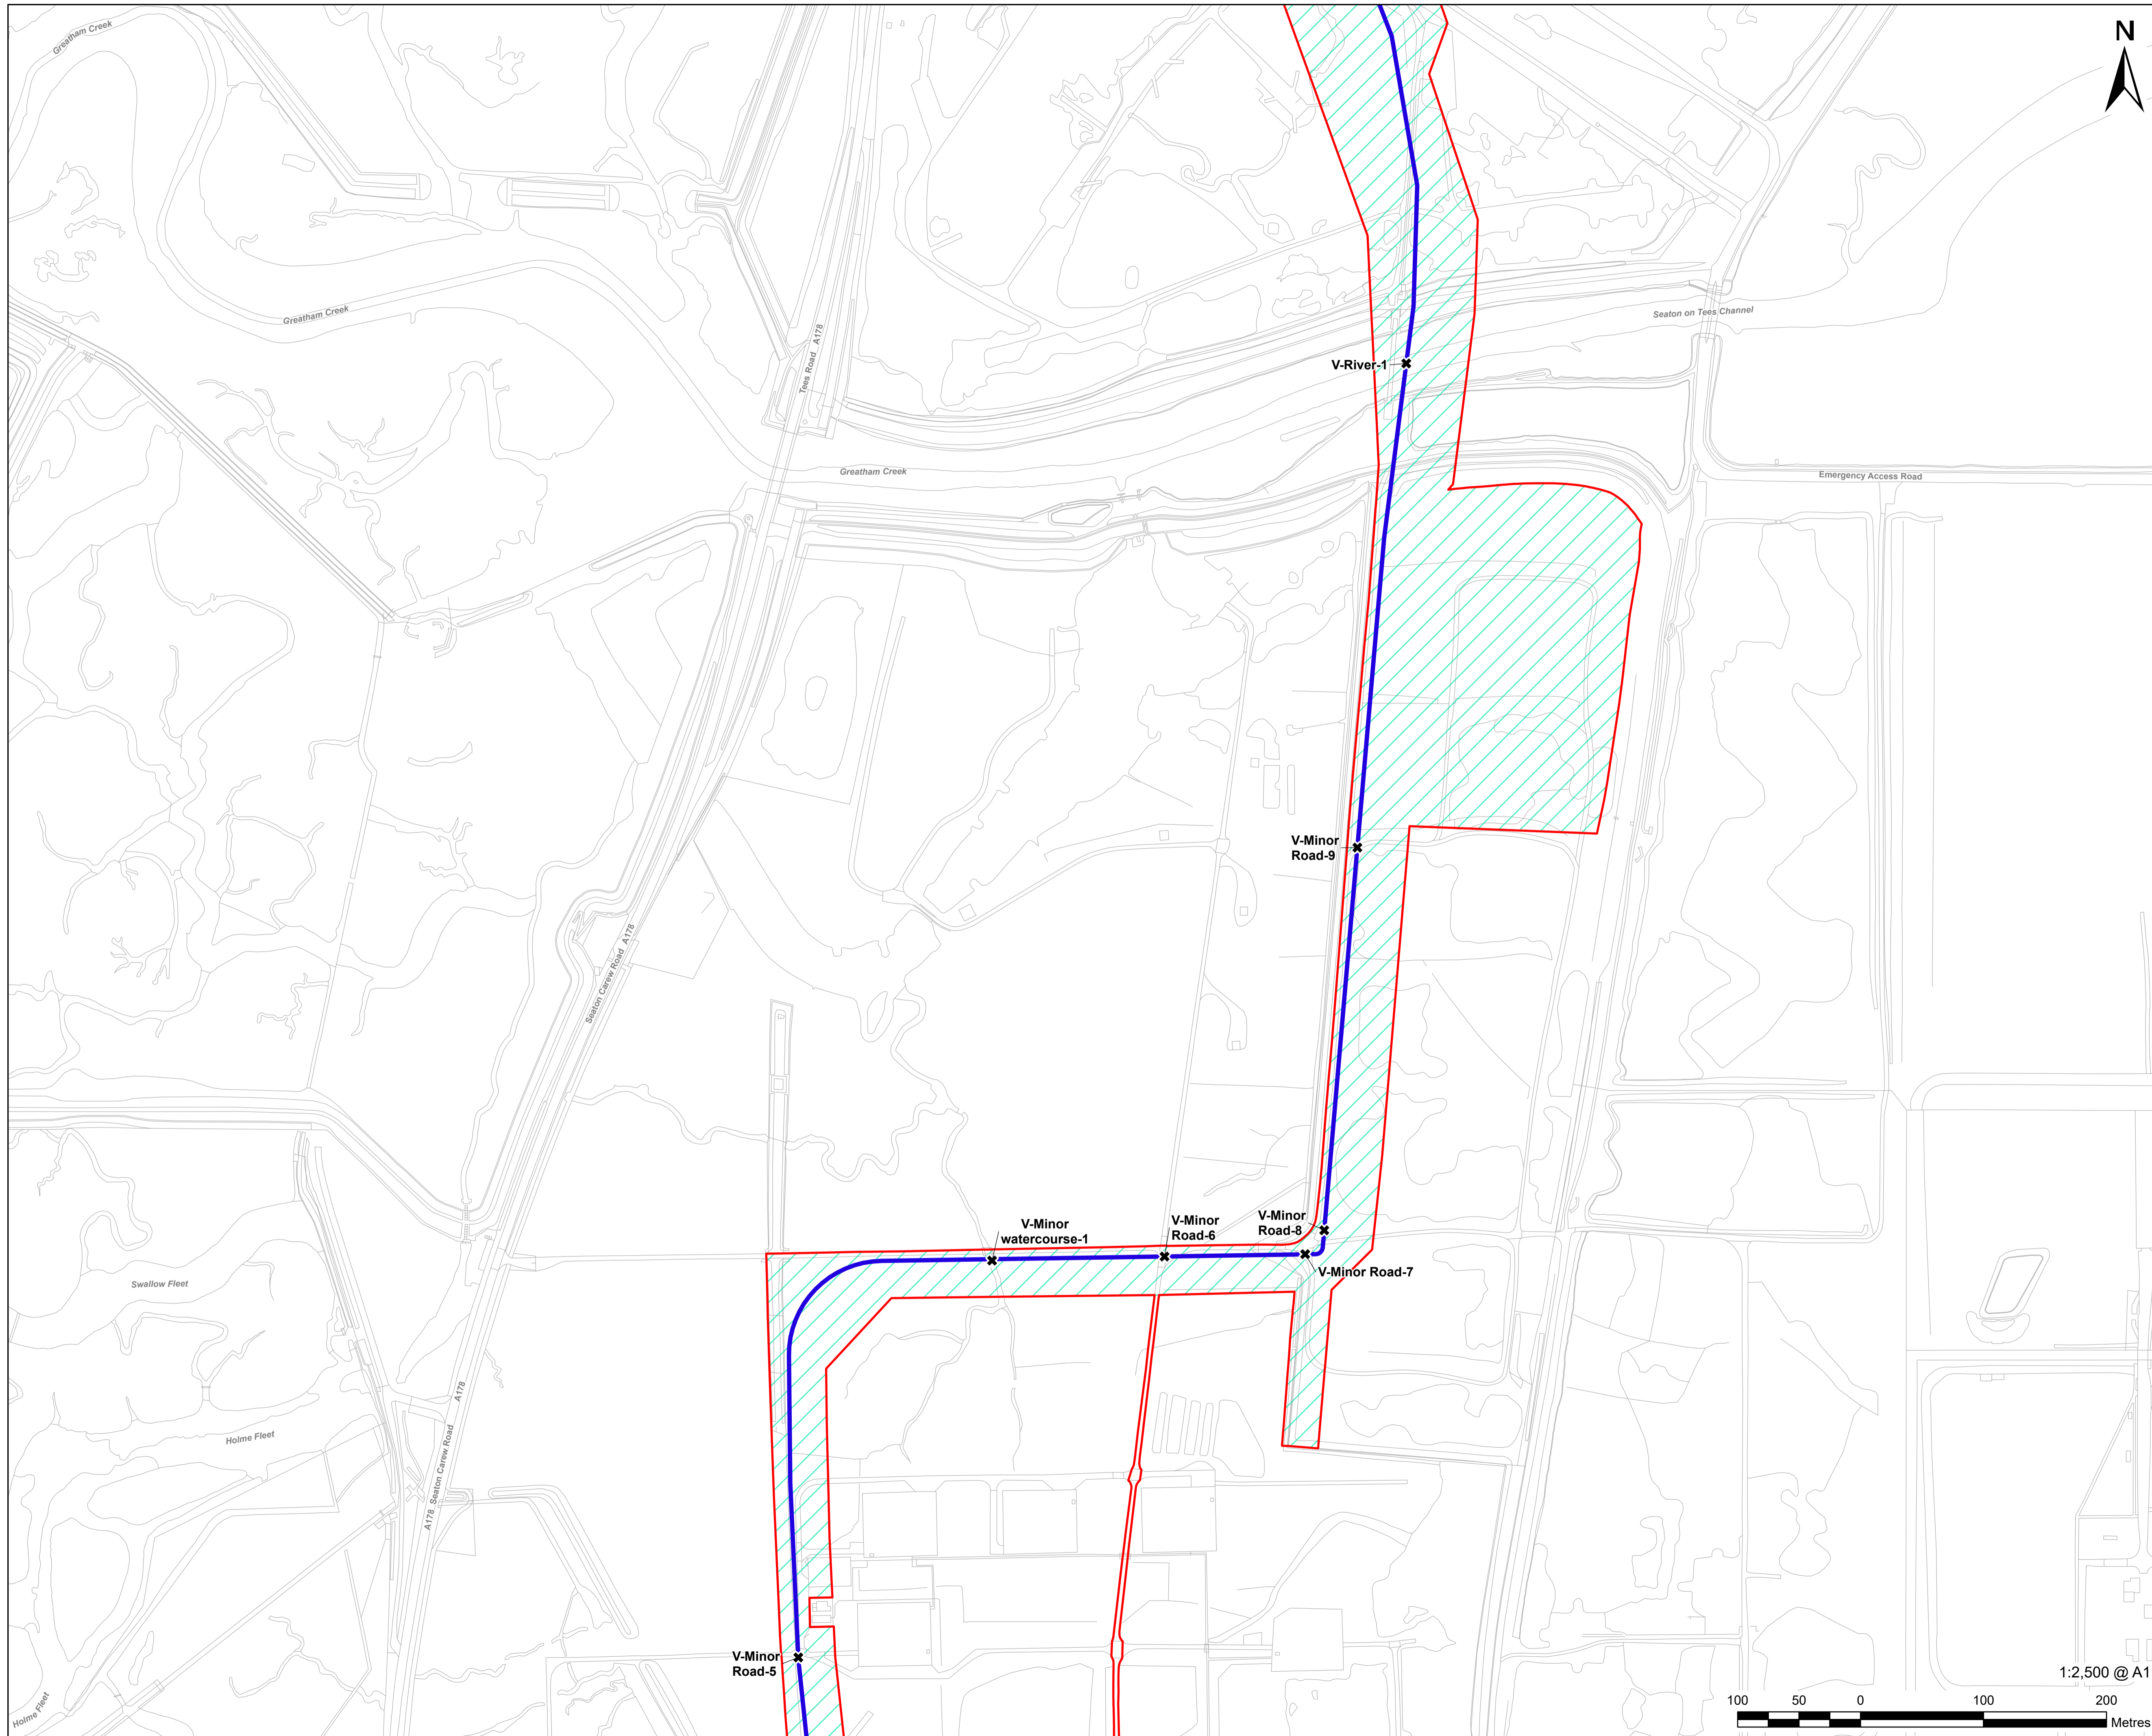 N
Greatham Creek
Greatham Creek
Seaton on Tees Channel
Tees Road A178
V-River-1
Greatham Creek
Emergency Access Road
V-Minor
Road-9
Seaton Carew Road A178
V-Minor
watercourse-1
V-Minor
Road-6
V-Minor
Road-8
V-Minor Road-7
Swallow Fleet
A178
Holme Fleet
A178 Seaton Carew Road
V-Minor
Road-5
Holme Fleet
1:2,500 @ A1
100 50 0 100 200
Metres